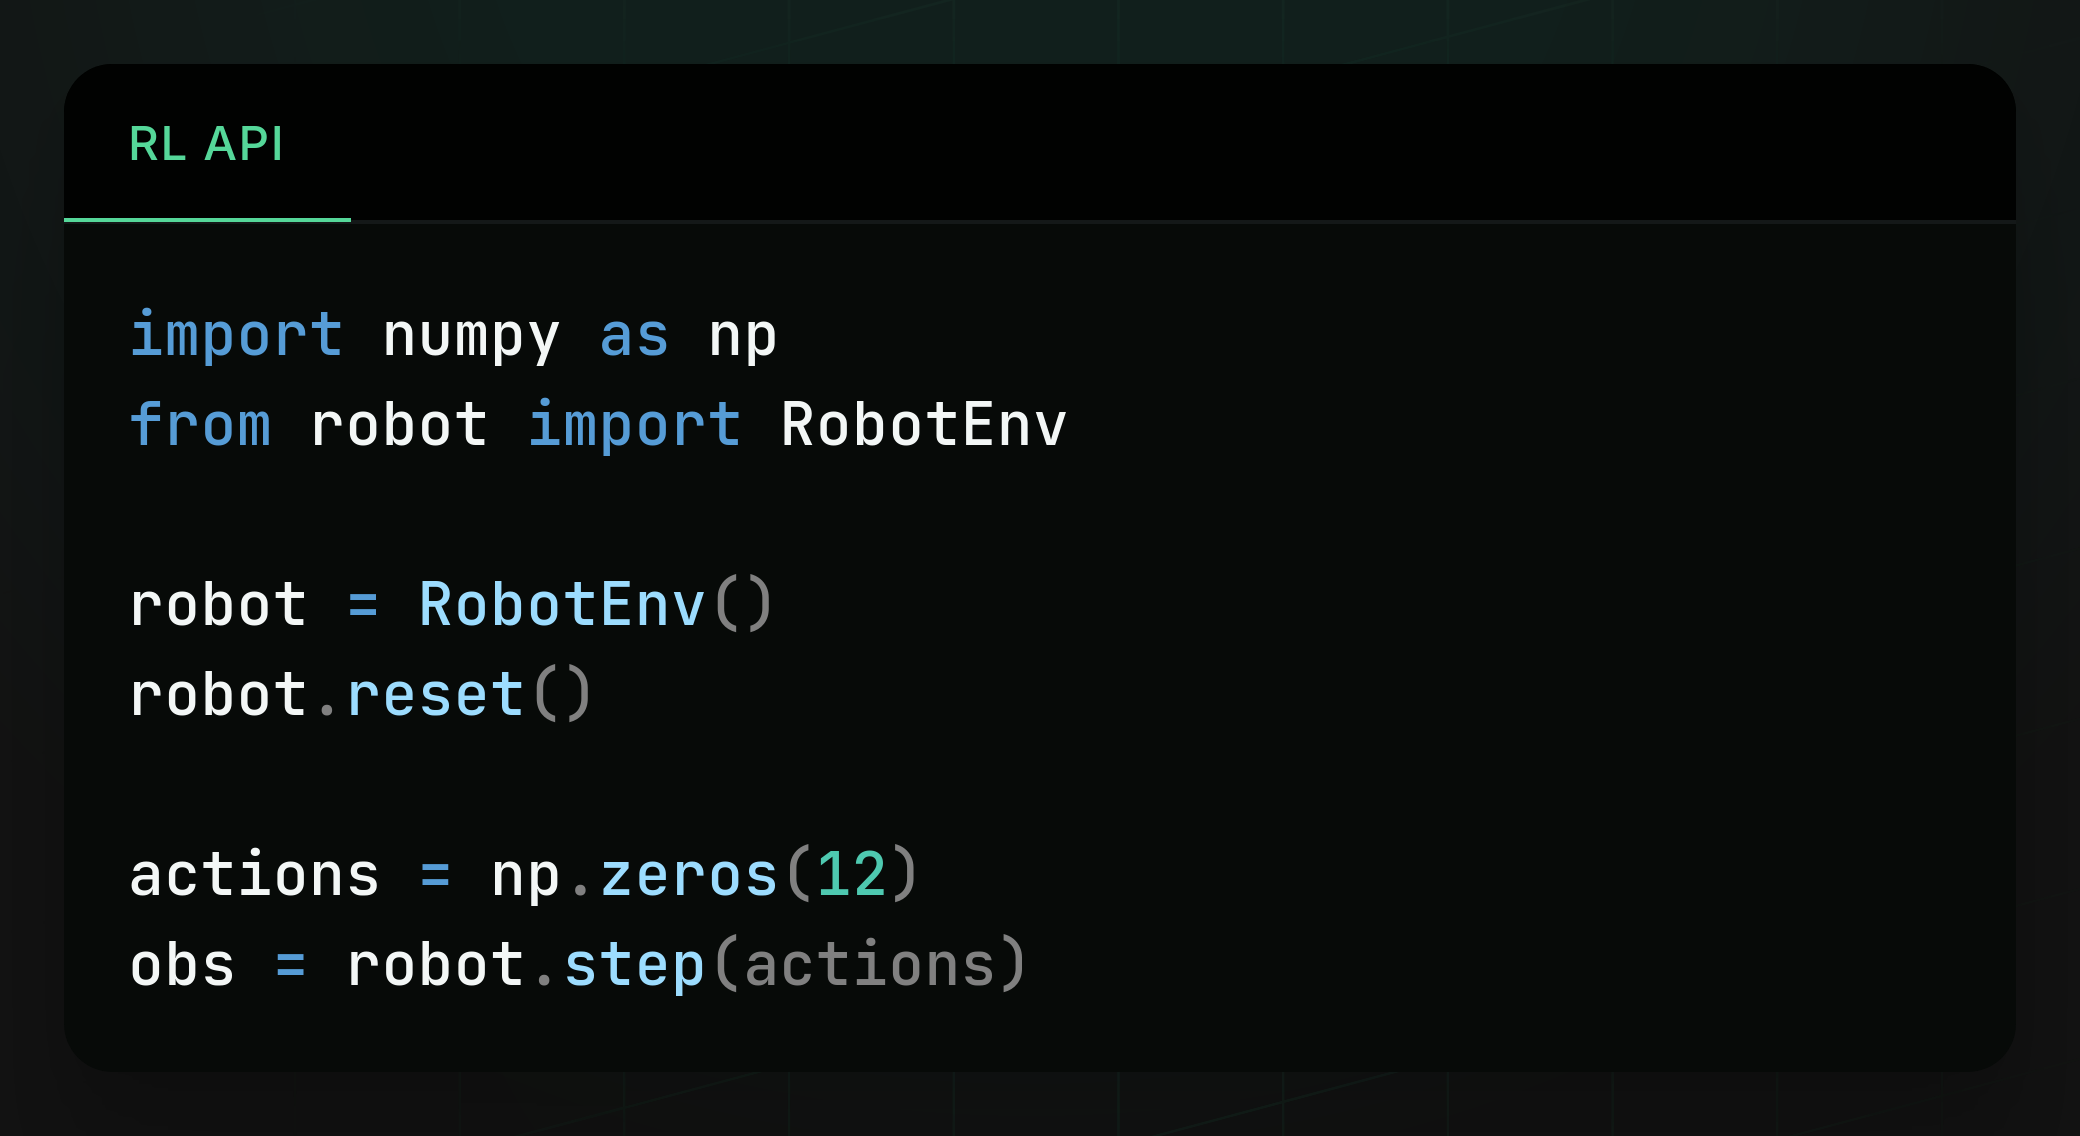 RL API
import numpy as np
from robot import RobotEnv
robot = RobotEnv()
robot.reset()
actions = np.zeros(12)
obs = robot.step(actions)